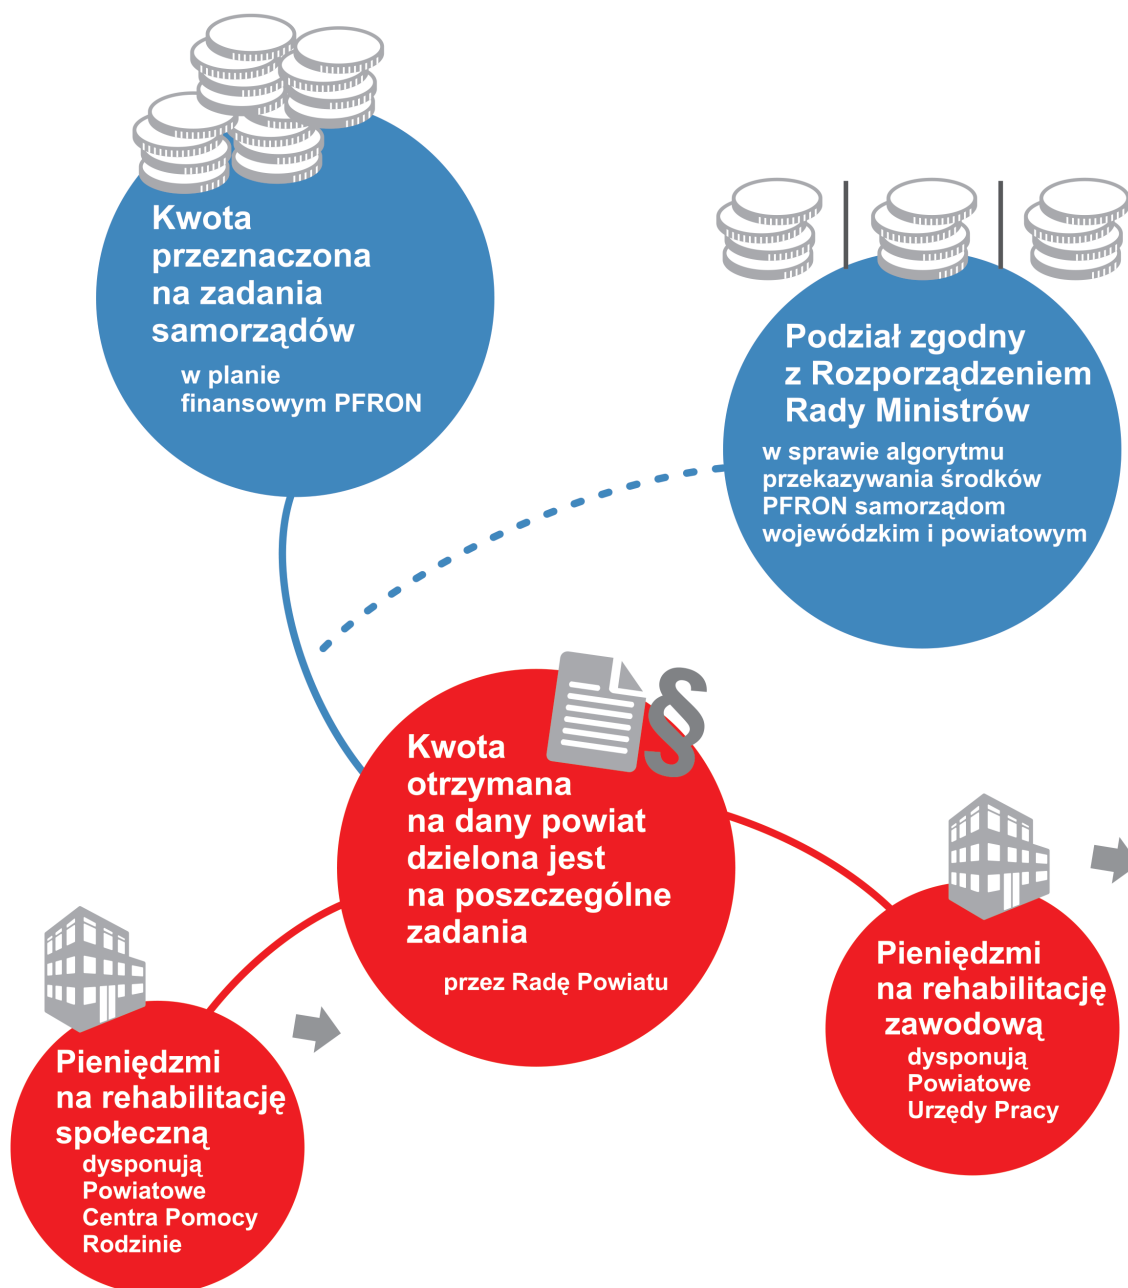 Kwota
przeznaczona
na zadania
samorządów
w planie
finansowym PFRON
Podział zgodny
z Rozporządzeniem
Rady Ministrów
w sprawie algorytmu
przekazywania środków
PFRON samorządom
wojewódzkim i powiatowym
§
Kwota
otrzymana
na dany powiat
dzielona jest
na poszczególne
zadania
przez Radę Powiatu
Pieniędzmi
na rehabilitację
zawodową
dysponują
Powiatowe
Urzędy Pracy
Pieniędzmi
na rehabilitację
społeczną
dysponują
Powiatowe
Centra Pomocy
Rodzinie